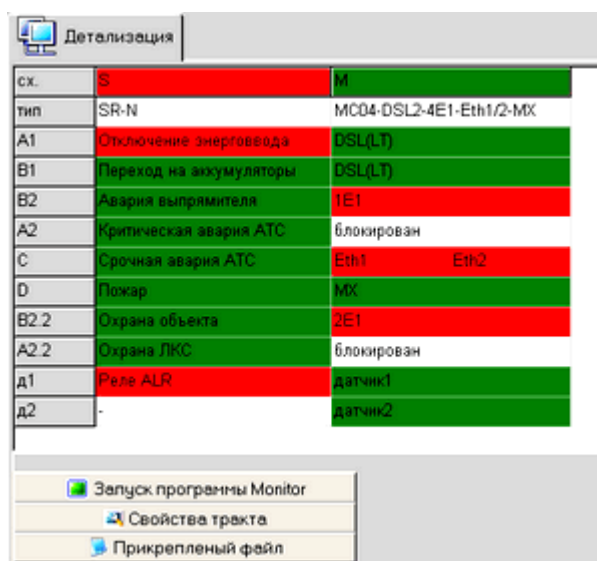 Детализация
сх. S M
тип SR-N MC04-DSL2-4E1-Eth1/2-MX
A1 Отключение энерговвода DSL(LT)
B1 Переход на аккумуляторы DSL(LT)
B2 Авария выпрямителя 1E1
A2 Критическая авария АТС блокирован
C Срочная авария АТС Eth1 Eth2
D Пожар MX
B2.2 Охрана объекта 2E1
A2.2 Охрана ЛКС блокирован
д1 Реле ALR датчик1
д2 - датчик2
Запуск программы Monitor
Свойства тракта
Прикрепленый файл